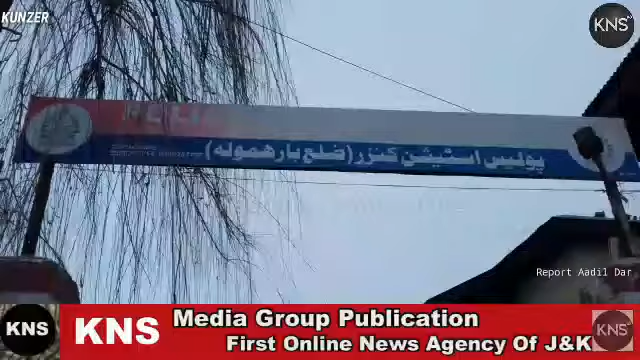 KUNZER
KNS
پولیس اسٹیشن کنزر (ضلع بارھمولہ)
Report Aadil Dar
KNS
KNS
Media Group Publication
First Online News Agency Of J&K
KNS